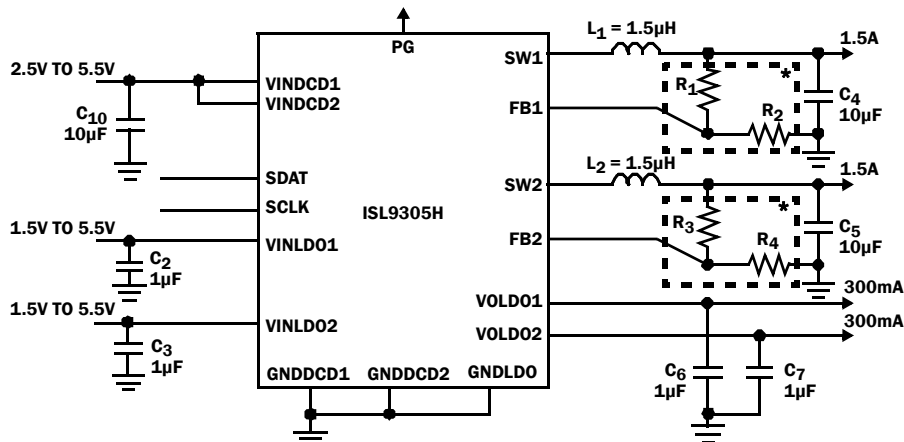 PG
L1 = 1.5µH
1.5A
SW1
2.5V TO 5.5V
VINDCD1
VINDCD2
*
R1
C4
10µF
C10
10µF
FB1
R2
L2 = 1.5µH
1.5A
SDAT
SW2
SCLK
ISL9305H
*
R3
C5
10µF
1.5V TO 5.5V
VINLDO1
FB2
R4
C2
1µF
300mA
VOLDO1
1.5V TO 5.5V
VINLDO2
300mA
VOLDO2
C3
1µF
GNDDCD1
GNDDCD2
GNDLDO
C6
1µF
C7
1µF